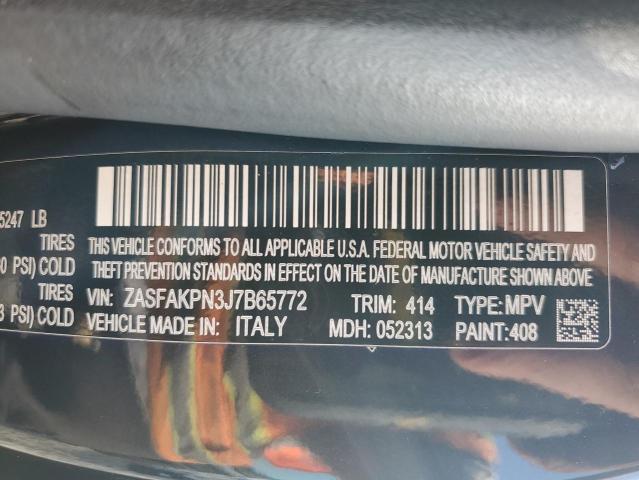 5247 LB
TIRES
0 PSI) COLD
TIRES
3 PSI) COLD
THIS VEHICLE CONFORMS TO ALL APPLICABLE U.S.A. FEDERAL MOTOR VEHICLE SAFETY AND
THEFT PREVENTION STANDARDS IN EFFECT ON THE DATE OF MANUFACTURE SHOWN ABOVE
VIN: ZASFAKPN3J7B65772 TRIM: 414 TYPE: MPV
VEHICLE MADE IN: ITALY MDH: 052313 PAINT: 408